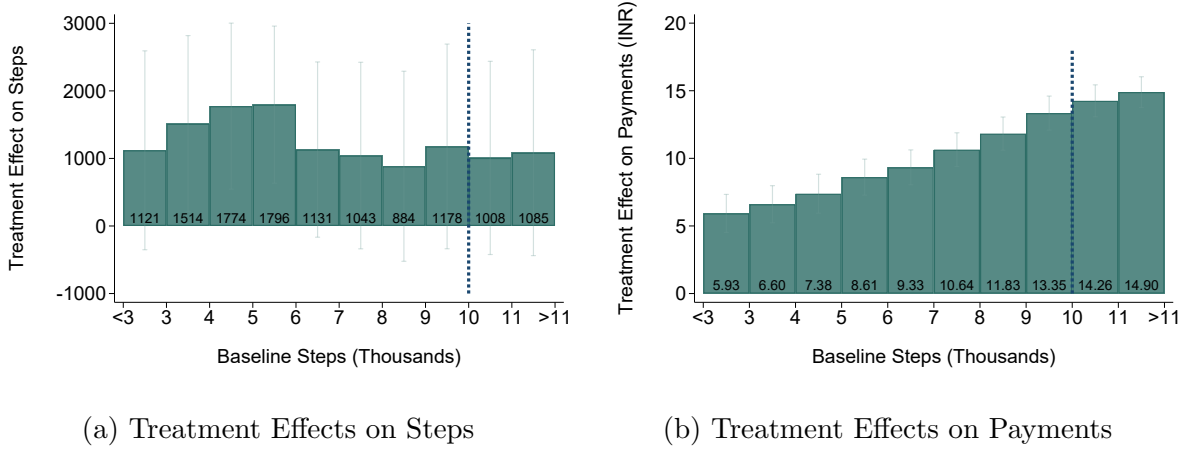 Treatment Effect on Steps
3000
2000
1000
0
-1000
1121 1514 1774 1796 1131 1043 884 1178 1008 1085
<3 3 4 5 6 7 8 9 10 11 >11
Baseline Steps (Thousands)
(a) Treatment Effects on Steps
Treatment Effect on Payments (INR)
20
15
10
5
0
5.93 6.60 7.38 8.61 9.33 10.64 11.83 13.35 14.26 14.90
<3 3 4 5 6 7 8 9 10 11 >11
Baseline Steps (Thousands)
(b) Treatment Effects on Payments